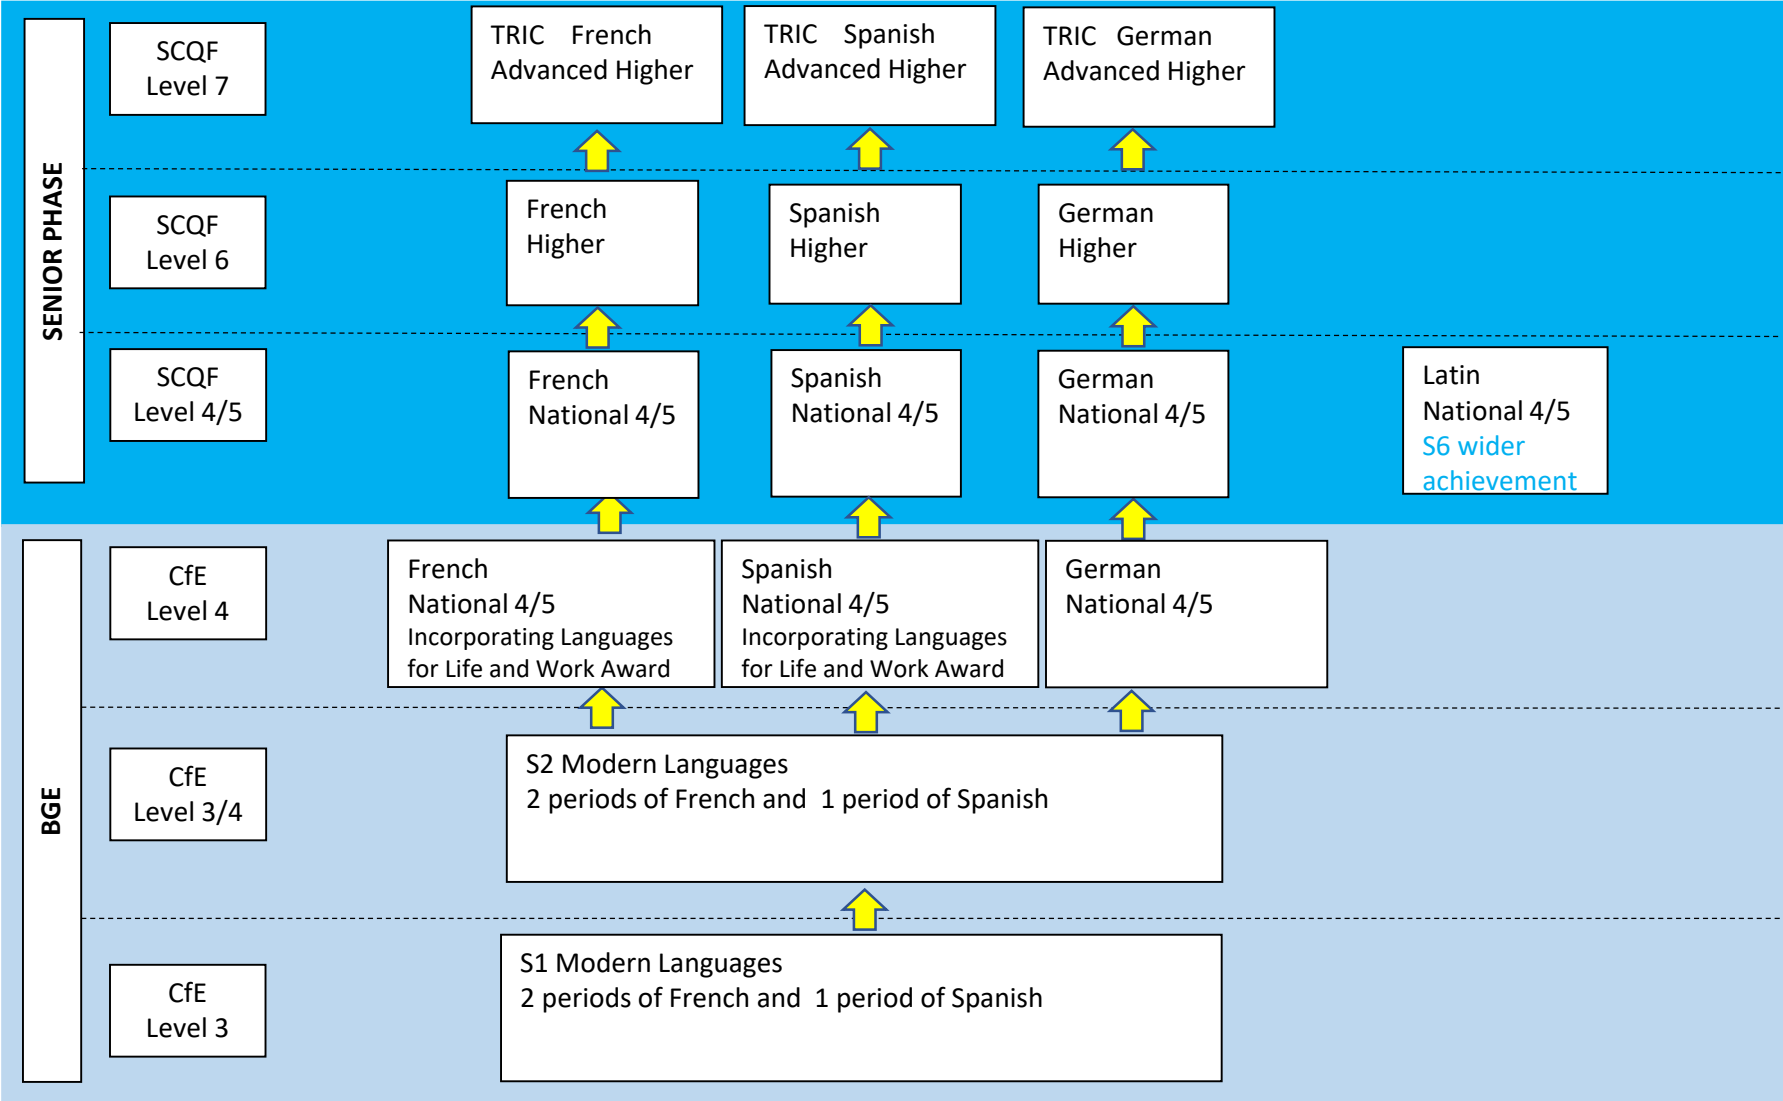 SENIOR PHASE
SCQF
Level 7
TRIC French
Advanced Higher
TRIC Spanish
Advanced Higher
TRIC German
Advanced Higher
SCQF
Level 6
French
Higher
Spanish
Higher
German
Higher
SCQF
Level 4/5
French
National 4/5
Spanish
National 4/5
German
National 4/5
Latin
National 4/5
S6 wider
achievement
BGE
CfE
Level 4
French
National 4/5
Incorporating Languages
for Life and Work Award
Spanish
National 4/5
Incorporating Languages
for Life and Work Award
German
National 4/5
CfE
Level 3/4
S2 Modern Languages
2 periods of French and 1 period of Spanish
CfE
Level 3
S1 Modern Languages
2 periods of French and 1 period of Spanish